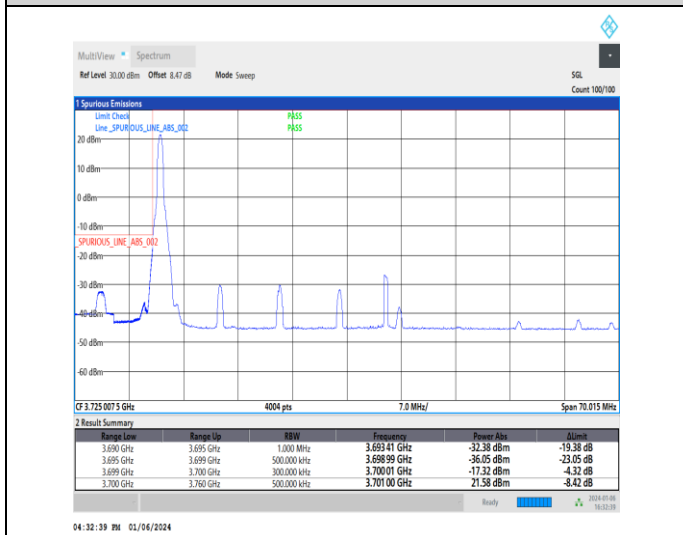 MultiView Spectrum
Ref Level 30.00 dBm Offset 8.47 dB Mode Sweep SGL
Count 100/100
1 Spurious Emissions
Limit Check PASS
Line _SPURIOUS_LINE_ABS_002 PASS
20 dBm
10 dBm
0 dBm
-10 dBm
_SPURIOUS_LINE_ABS_002
-20 dBm
-30 dBm
-40 dBm
-50 dBm
-60 dBm
CF 3.725 007 5 GHz 4004 pts 7.0 MHz/ Span 70.015 MHz
2 Result Summary
Range Low Range Up RBW Frequency Power Abs ΔLimit
3.690 GHz 3.695 GHz 1.000 MHz 3.693 41 GHz -32.38 dBm -19.38 dB
3.695 GHz 3.699 GHz 500.000 kHz 3.698 99 GHz -36.05 dBm -23.05 dB
3.699 GHz 3.700 GHz 300.000 kHz 3.700 01 GHz -17.32 dBm -4.32 dB
3.700 GHz 3.760 GHz 500.000 kHz 3.701 00 GHz 21.58 dBm -8.42 dB
Ready 2024-01-06
16:32:39
04:32:39 PM 01/06/2024